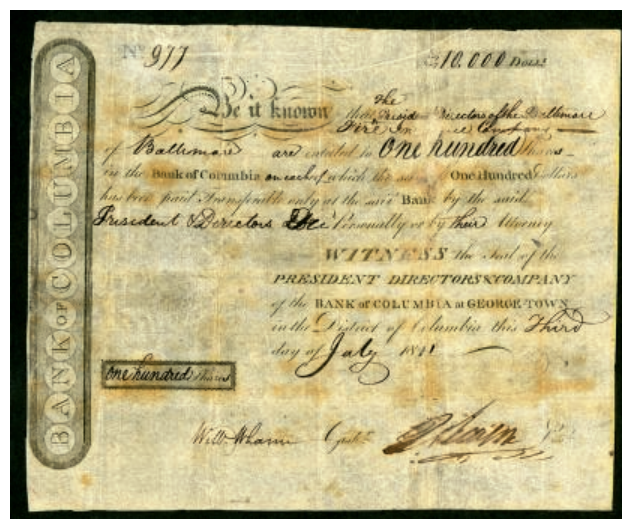 BANK OF COLUMBIA
No 977
10.000 Dolls
Be it known that The President & Directors of the Baltimore
Fire Insurance Company
of Baltimore are entitled to One hundred Shares
in the Bank of Columbia on each of which the sum of One Hundred Dollars
has been paid transferable only at the said Bank by the said
President & Directors &c Personally or by their Attorney
WITNESS the Seal of the
PRESIDENT DIRECTORS & COMPANY
of the BANK of COLUMBIA at GEORGE-TOWN
in the District of Columbia this Third
day of July
One hundred Shares
Will. Whann